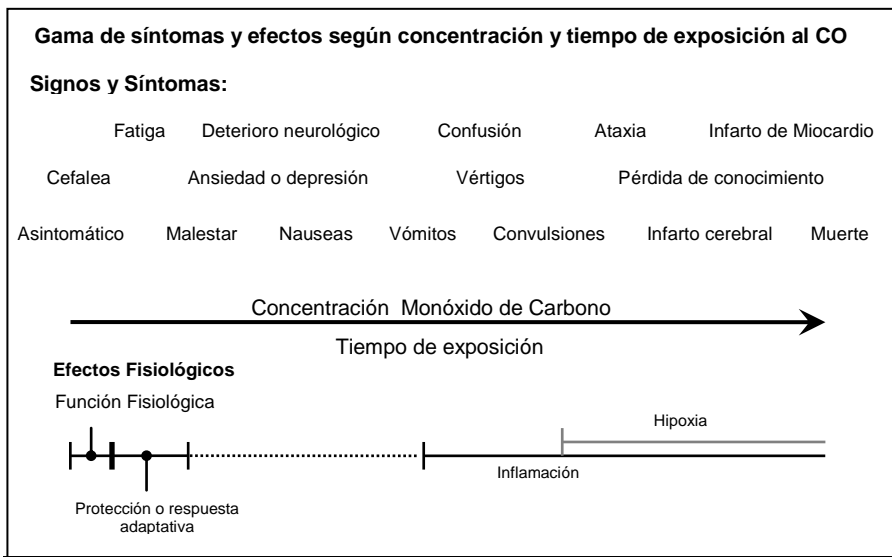 Gama de síntomas y efectos según concentración y tiempo de exposición al CO
Signos y Síntomas:
Fatiga Deterioro neurológico Confusión Ataxia Infarto de Miocardio
Cefalea Ansiedad o depresión Vértigos Pérdida de conocimiento
Asintomático Malestar Nauseas Vómitos Convulsiones Infarto cerebral Muerte
Concentración Monóxido de Carbono
Tiempo de exposición
Efectos Fisiológicos
Función Fisiológica
Hipoxia
Inflamación
Protección o respuesta
adaptativa